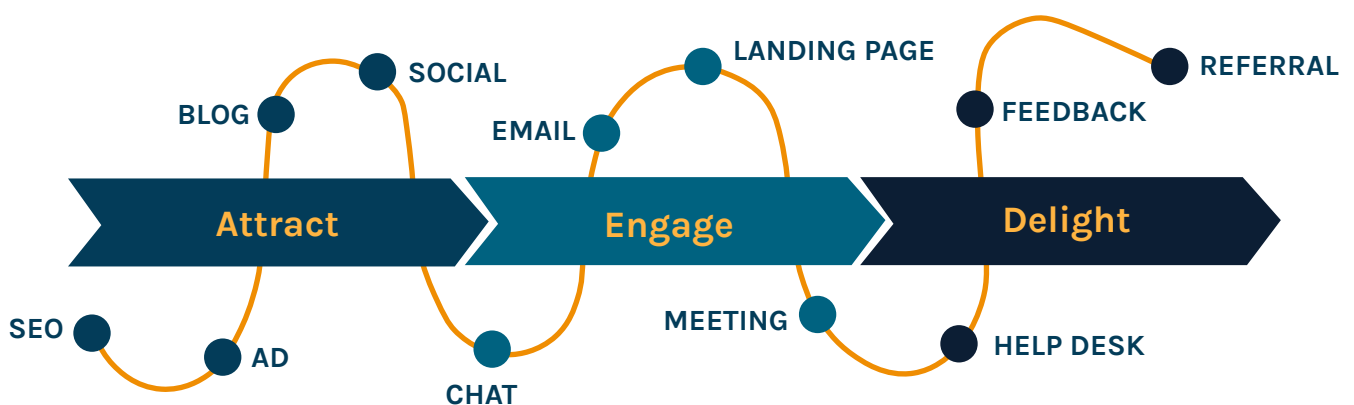 LANDING PAGE
REFERRAL
SOCIAL
BLOG
FEEDBACK
EMAIL
Attract
Engage
Delight
SEO
AD
MEETING
HELP DESK
CHAT